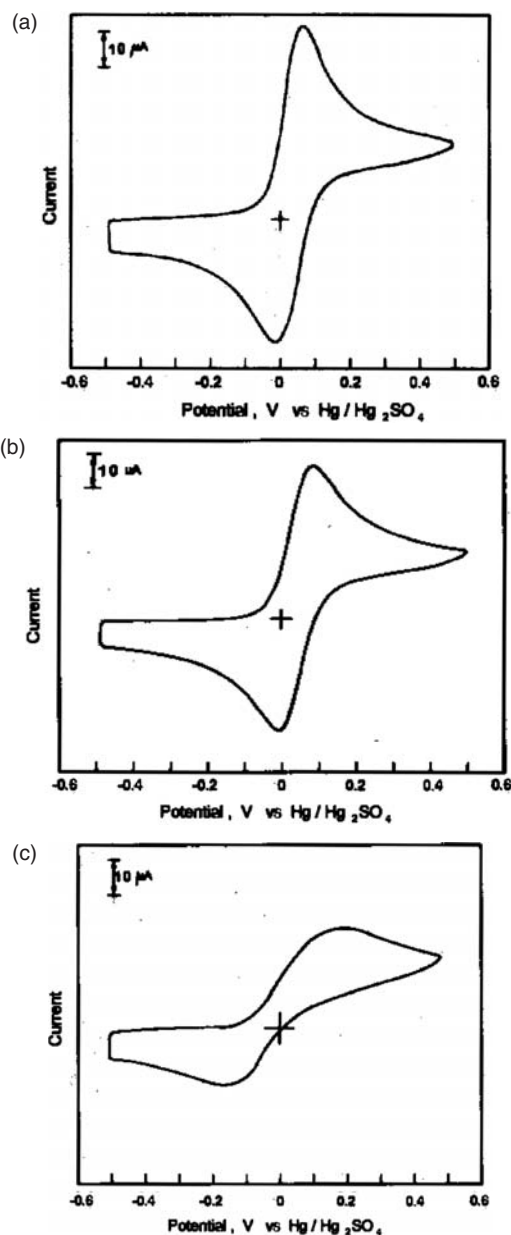 (a)
10 µA
Current
-0.6 -0.4 -0.2 0 0.2 0.4 0.6
Potential , V vs Hg / Hg 2SO 4
(b)
10 uA
Current
-0.6 -0.4 -0.2 0 0.2 0.4 0.6
Potential , V vs Hg / Hg 2SO 4
(c)
10 µA
Current
-0.6 -0.4 -0.2 0 0.2 0.4 0.6
Potential , V vs Hg / Hg 2SO 4